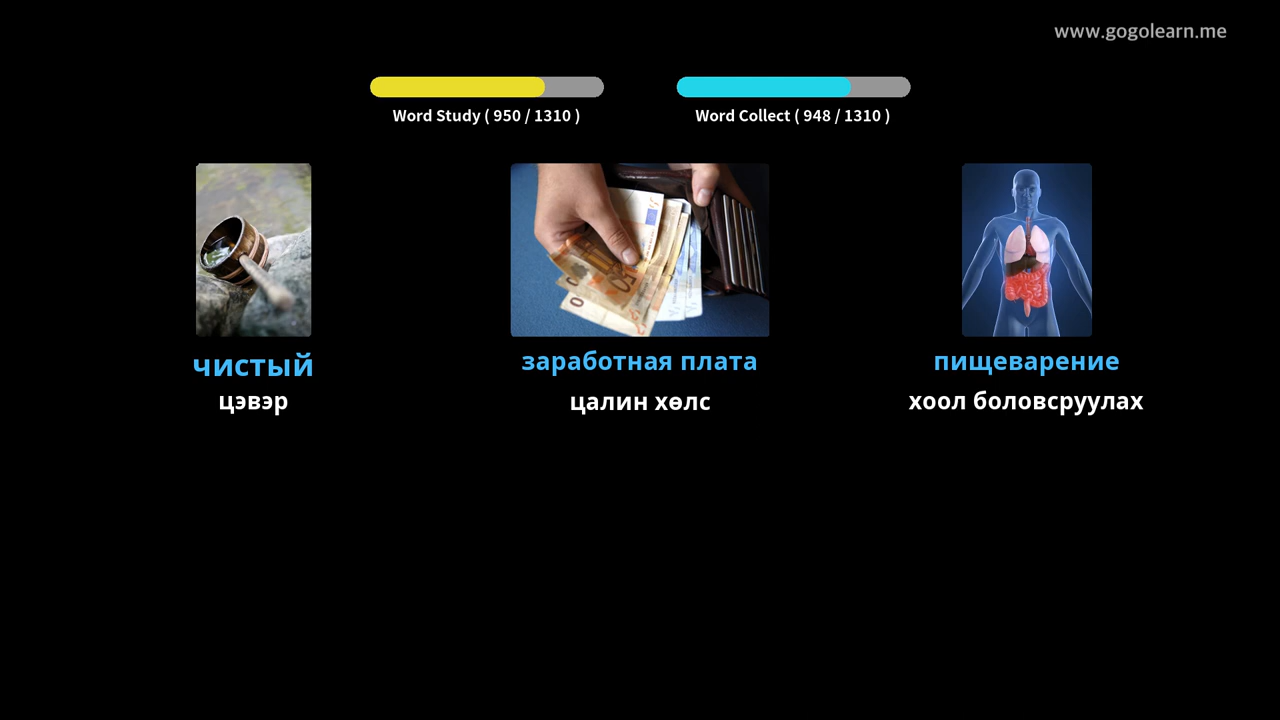 www.gogolearn.me
Word Study ( 950 / 1310 )
Word Collect ( 948 / 1310 )
чистый
цэвэр
заработная плата
цалин хөлс
пищеварение
хоол боловсруулах